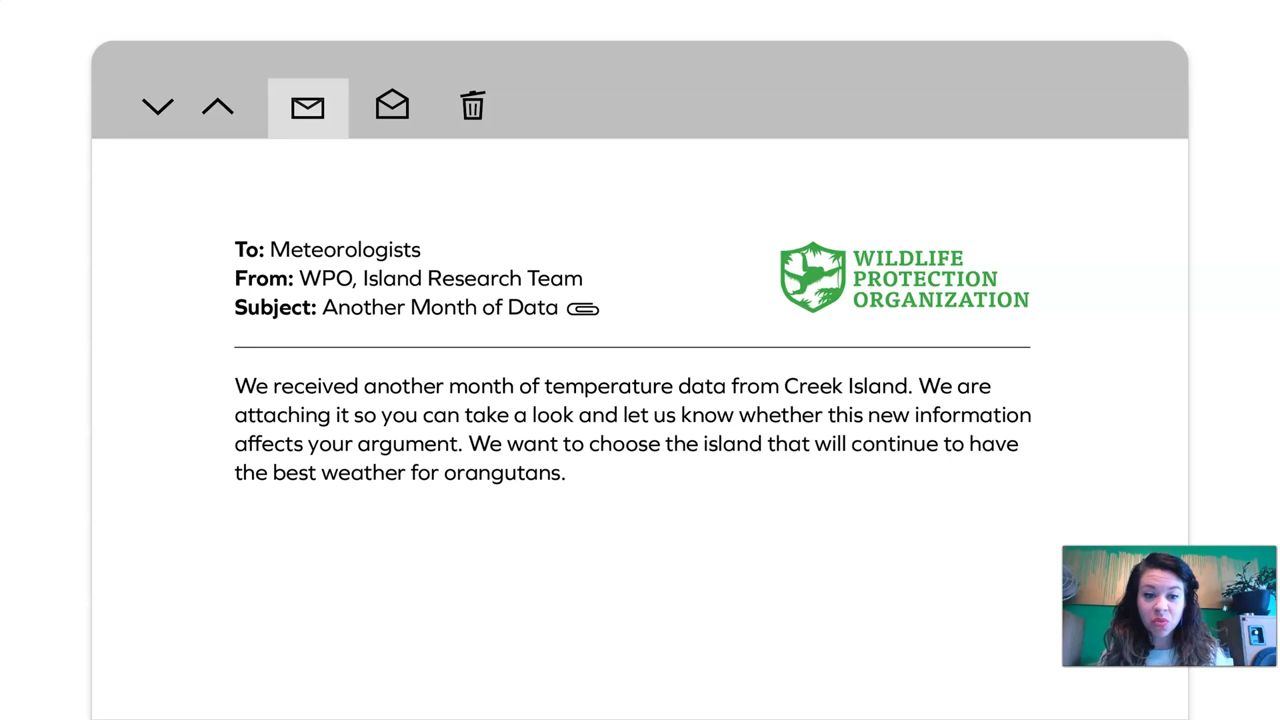 To: Meteorologists
From: WPO, Island Research Team
Subject: Another Month of Data
WILDLIFE
PROTECTION
ORGANIZATION
We received another month of temperature data from Creek Island. We are
attaching it so you can take a look and let us know whether this new information
affects your argument. We want to choose the island that will continue to have
the best weather for orangutans.